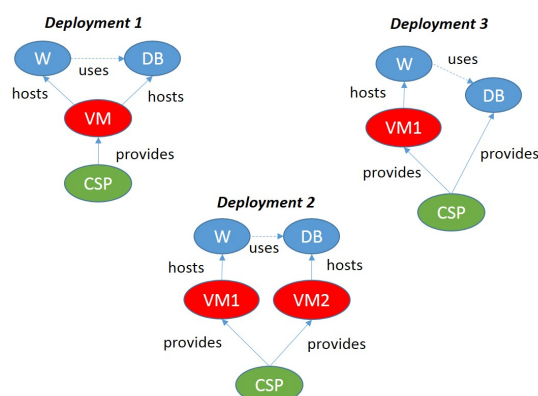 Deployment 1
W
DB
uses
hosts
hosts
VM
provides
CSP
Deployment 3
W
uses
DB
hosts
VM1
provides
provides
CSP
Deployment 2
W
DB
uses
hosts
hosts
VM1
VM2
provides
provides
CSP